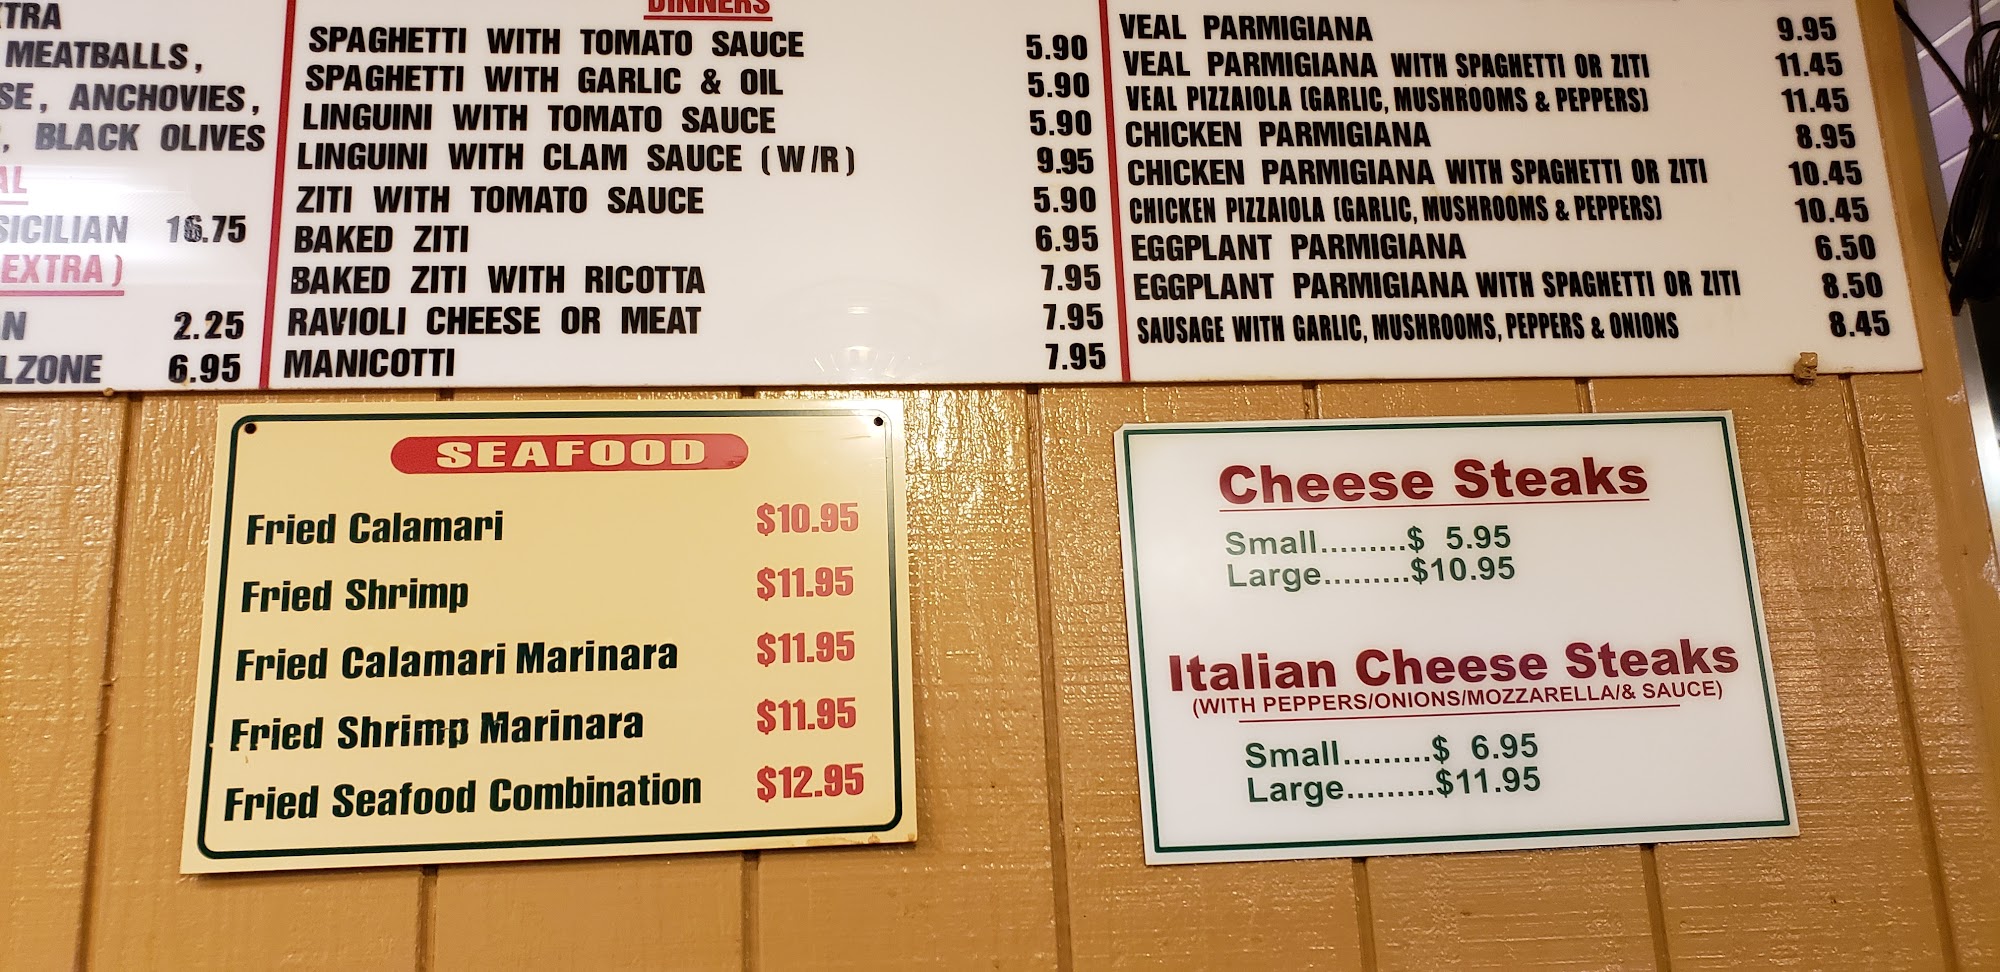 MEATBALLS,
ANCHOVIES,
BLACK OLIVES
SICILIAN 16.75
EXTRA)
2.25
6.95
DINNERS
SPAGHETTI WITH TOMATO SAUCE 5.90
SPAGHETTI WITH GARLIC & OIL 5.90
LINGUINI WITH TOMATO SAUCE 5.90
LINGUINI WITH CLAM SAUCE (W/R) 9.95
ZITI WITH TOMATO SAUCE 5.90
BAKED ZITI 6.95
BAKED ZITI WITH RICOTTA 7.95
RAVIOLI CHEESE OR MEAT 7.95
MANICOTTI 7.95
VEAL PARMIGIANA 9.95
VEAL PARMIGIANA WITH SPAGHETTI OR ZITI 11.45
VEAL PIZZAIOLA (GARLIC, MUSHROOMS & PEPPERS) 11.45
CHICKEN PARMIGIANA 8.95
CHICKEN PARMIGIANA WITH SPAGHETTI OR ZITI 10.45
CHICKEN PIZZAIOLA (GARLIC, MUSHROOMS & PEPPERS) 10.45
EGGPLANT PARMIGIANA 6.50
EGGPLANT PARMIGIANA WITH SPAGHETTI OR ZITI 8.50
SAUSAGE WITH GARLIC, MUSHROOMS, PEPPERS & ONIONS 8.45
SEAFOOD
Fried Calamari $10.95
Fried Shrimp $11.95
Fried Calamari Marinara $11.95
Fried Shrimp Marinara $11.95
Fried Seafood Combination $12.95
Cheese Steaks
Small.........$ 5.95
Large.........$10.95
Italian Cheese Steaks
(WITH PEPPERS/ONIONS/MOZZARELLA/& SAUCE)
Small.........$ 6.95
Large.........$11.95